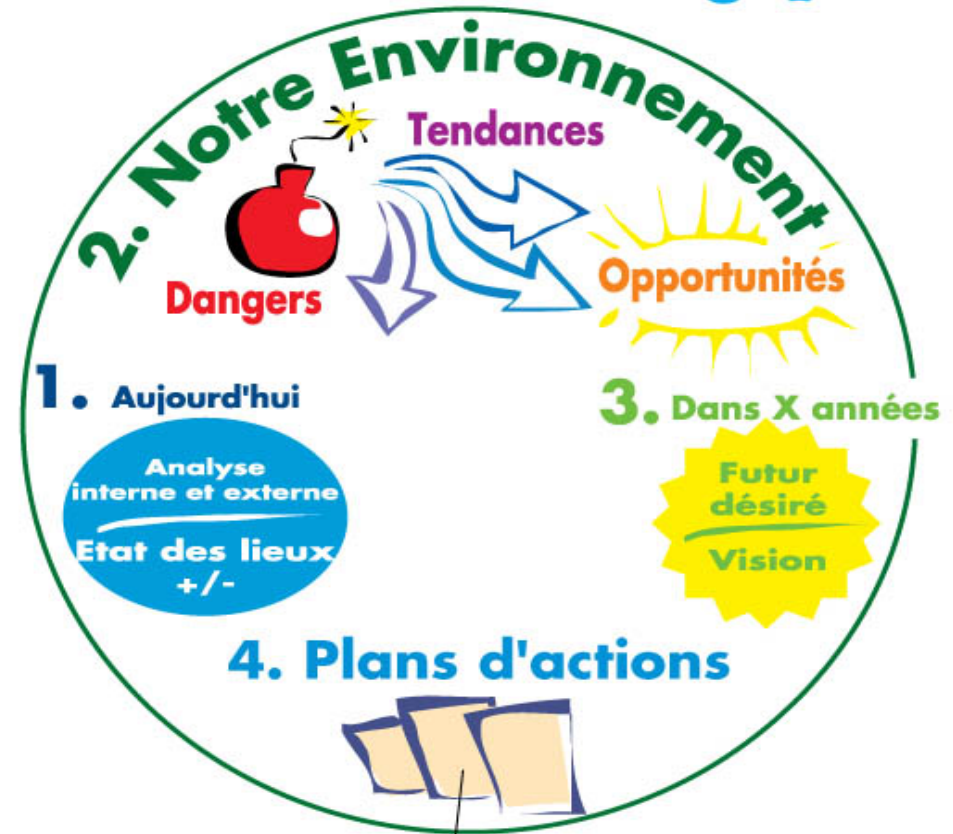 2. Notre Environnement
Tendances
Dangers
Opportunités
1. Aujourd'hui
Analyse
interne et externe
Etat des lieux
+/-
3. Dans X années
Futur
désiré
Vision
4. Plans d'actions